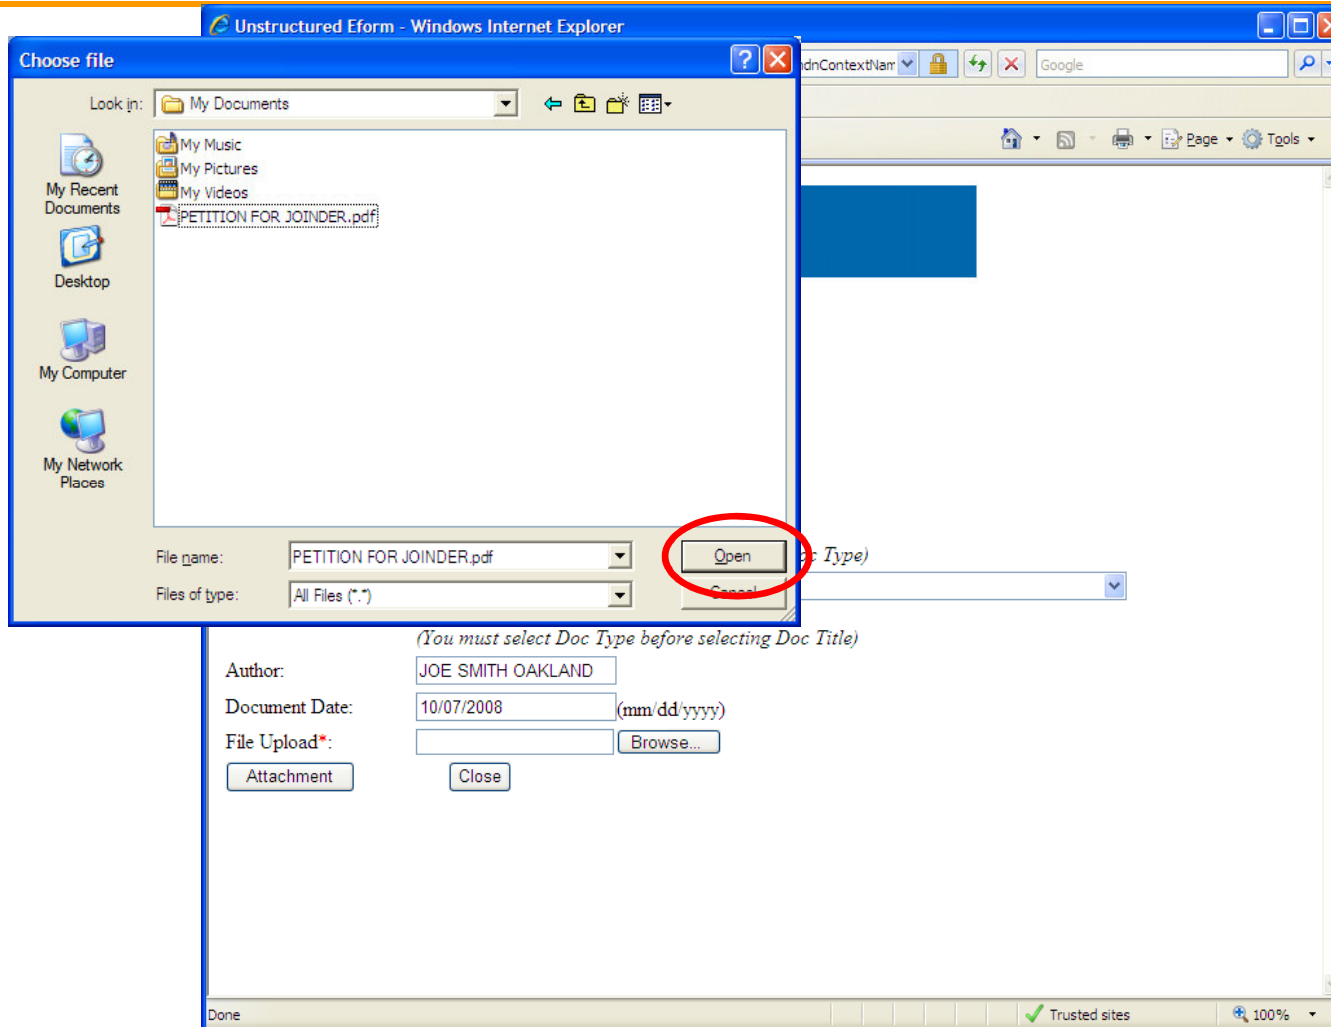 Unstructured Eform - Windows Internet Explorer
Choose file
Look in: My Documents
My Music
My Pictures
My Videos
PETITION FOR JOINDER.pdf
My Recent
Documents
Desktop
My Computer
My Network
Places
File name: PETITION FOR JOINDER.pdf
Open
Files of type: All Files (*.*)
Cancel
hdnContextNam
Google
Page
Tools
Type)
(You must select Doc Type before selecting Doc Title)
Author: JOE SMITH OAKLAND
Document Date: 10/07/2008 (mm/dd/yyyy)
File Upload*: Browse...
Attachment Close
Done Trusted sites 100%